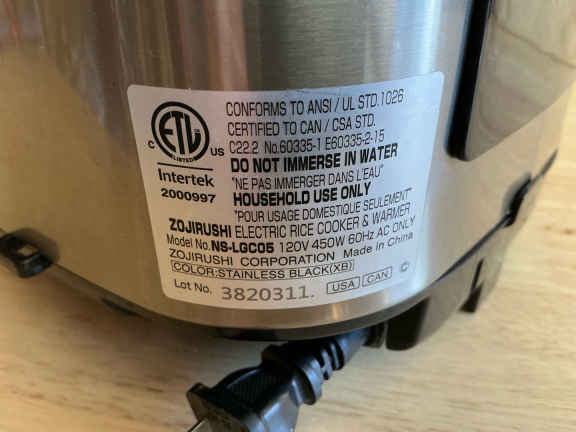 CONFORMS TO ANSI / UL STD.1026
CERTIFIED TO CAN / CSA STD.
C22.2 No.60335-1 E60335-2-15
C ETL US
LISTED
Intertek
2000997
DO NOT IMMERSE IN WATER
"NE PAS IMMERGER DANS L'EAU"
HOUSEHOLD USE ONLY
"POUR USAGE DOMESTIQUE SEULEMENT"
ZOJIRUSHI ELECTRIC RICE COOKER & WARMER
Model No. NS-LGC05 120V 450W 60Hz AC ONLY
ZOJIRUSHI CORPORATION Made in China
COLOR:STAINLESS BLACK(XB)
Lot No. 3820311. USA CAN ©